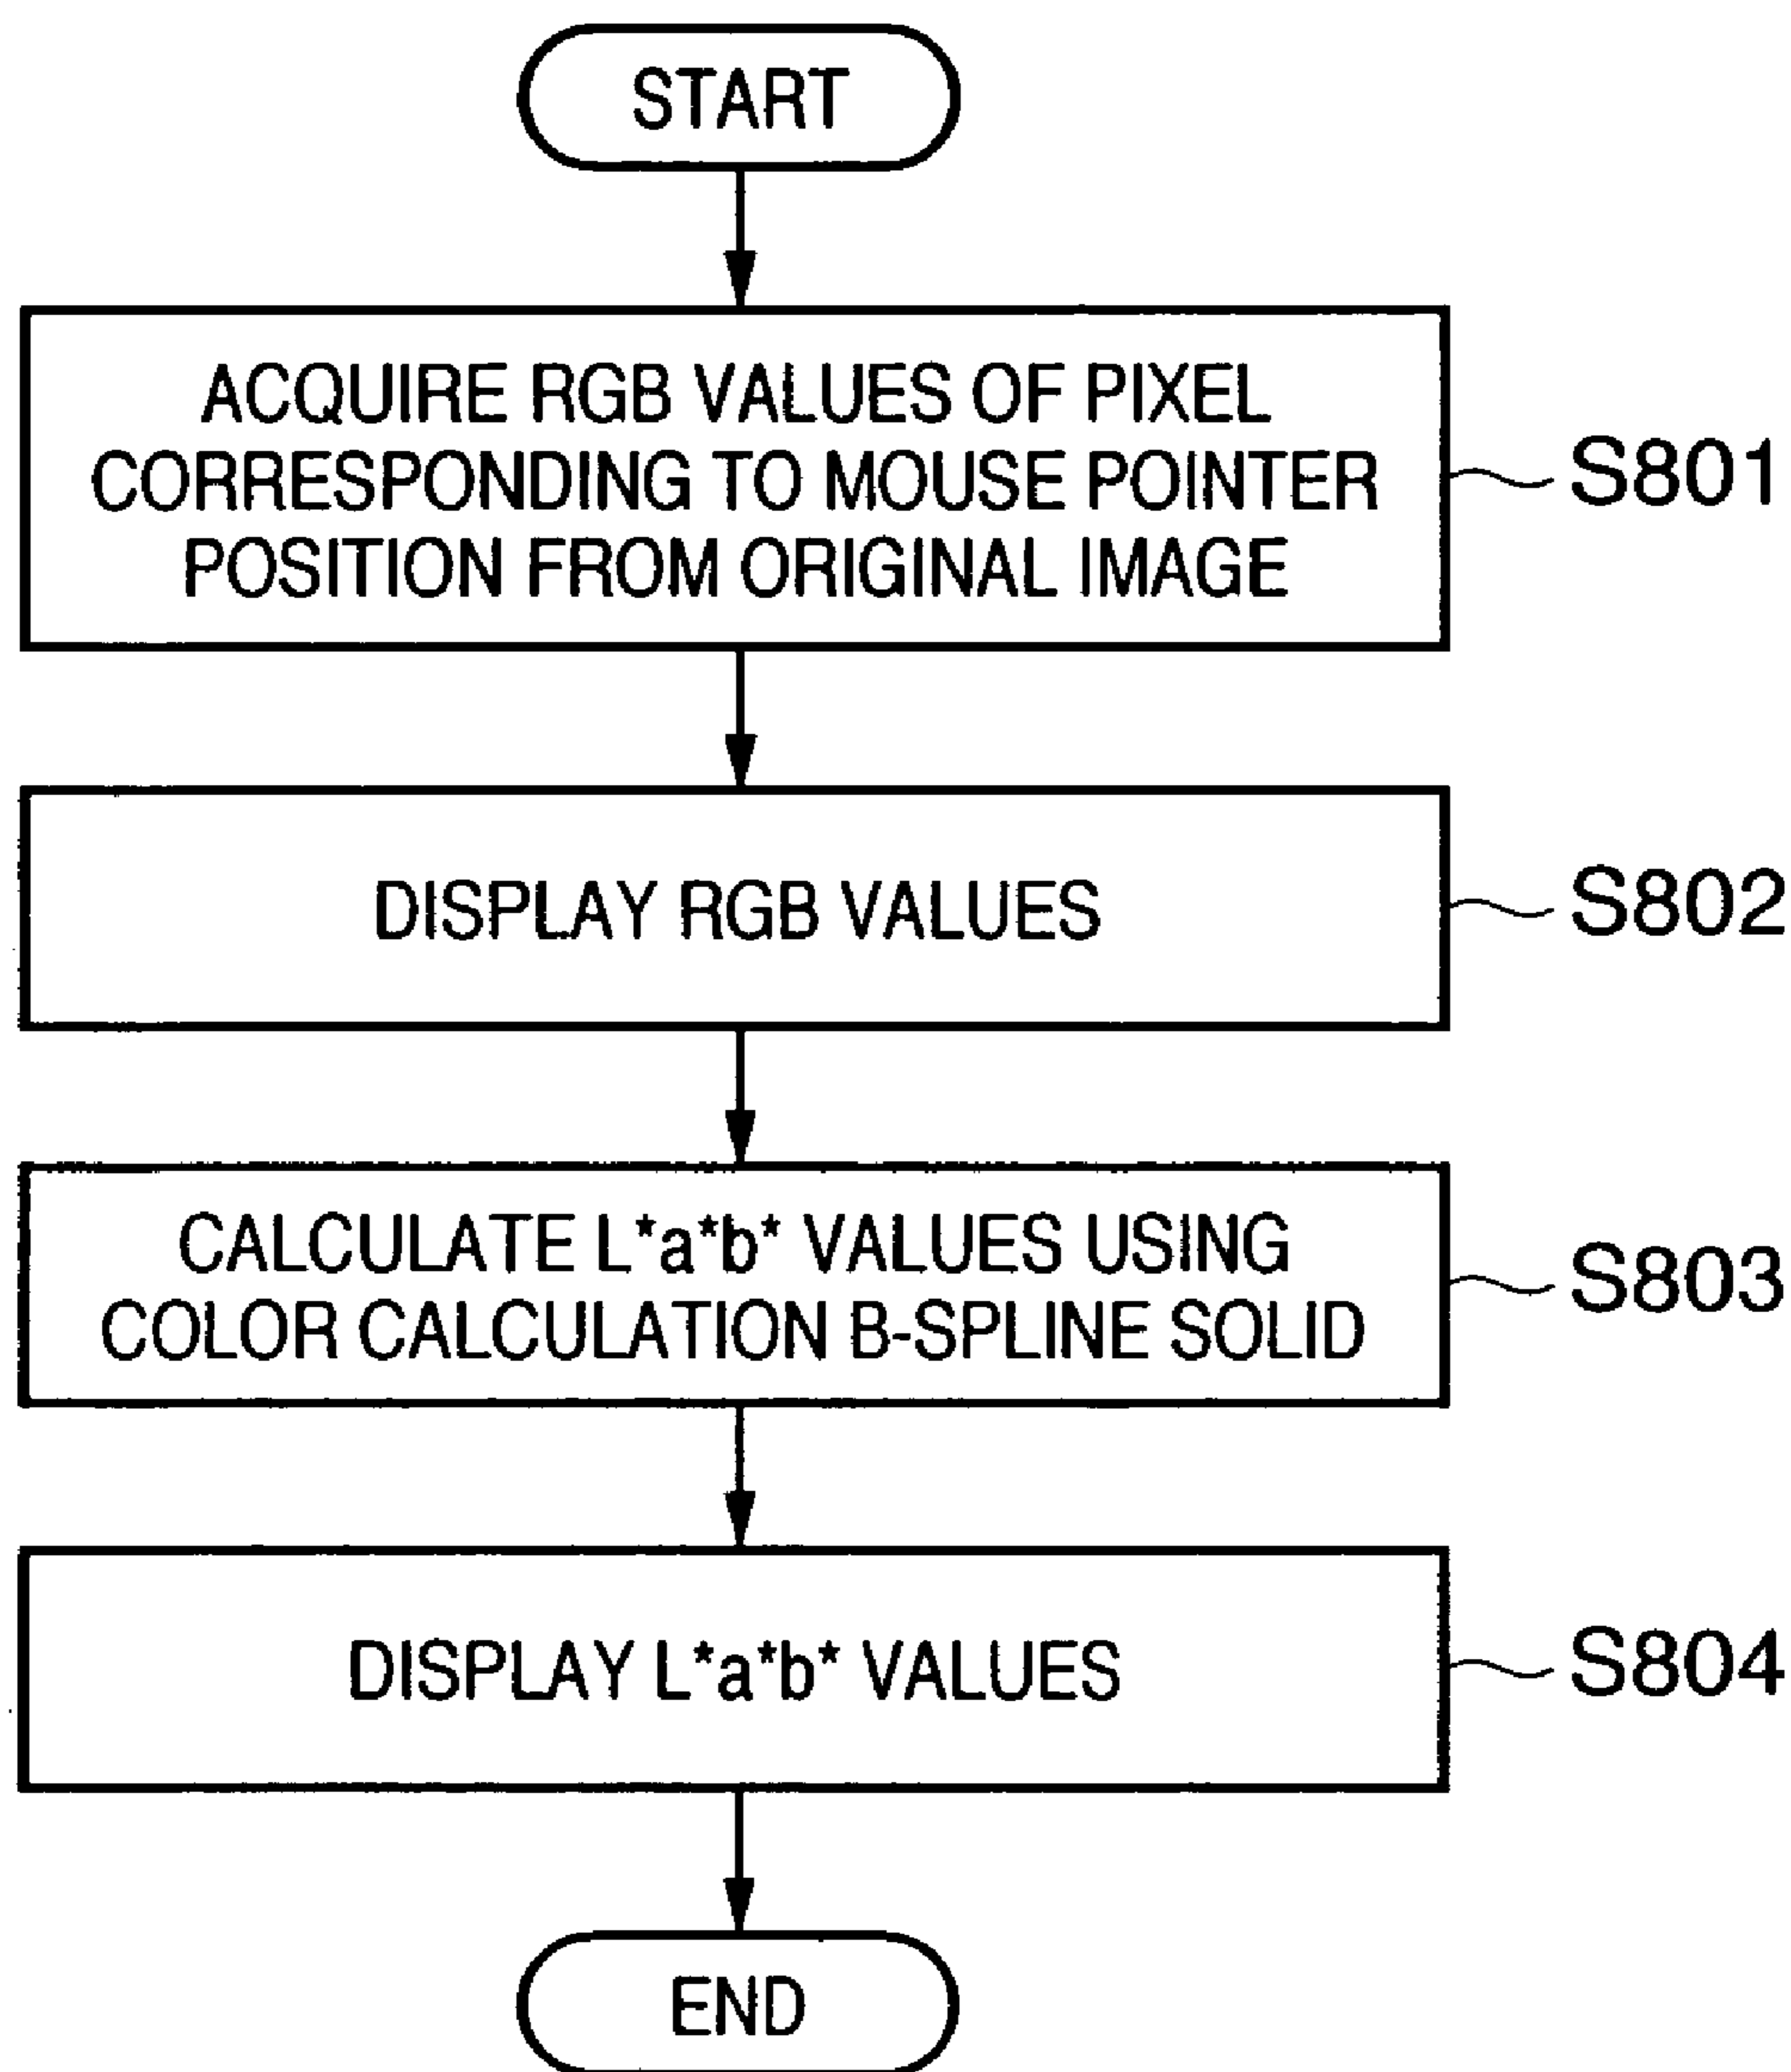 START
ACQUIRE RGB VALUES OF PIXEL
CORRESPONDING TO MOUSE POINTER
POSITION FROM ORIGINAL IMAGE
S801
DISPLAY RGB VALUES
S802
CALCULATE L*a*b* VALUES USING
COLOR CALCULATION B-SPLINE SOLID
S803
DISPLAY L*a*b* VALUES
S804
END